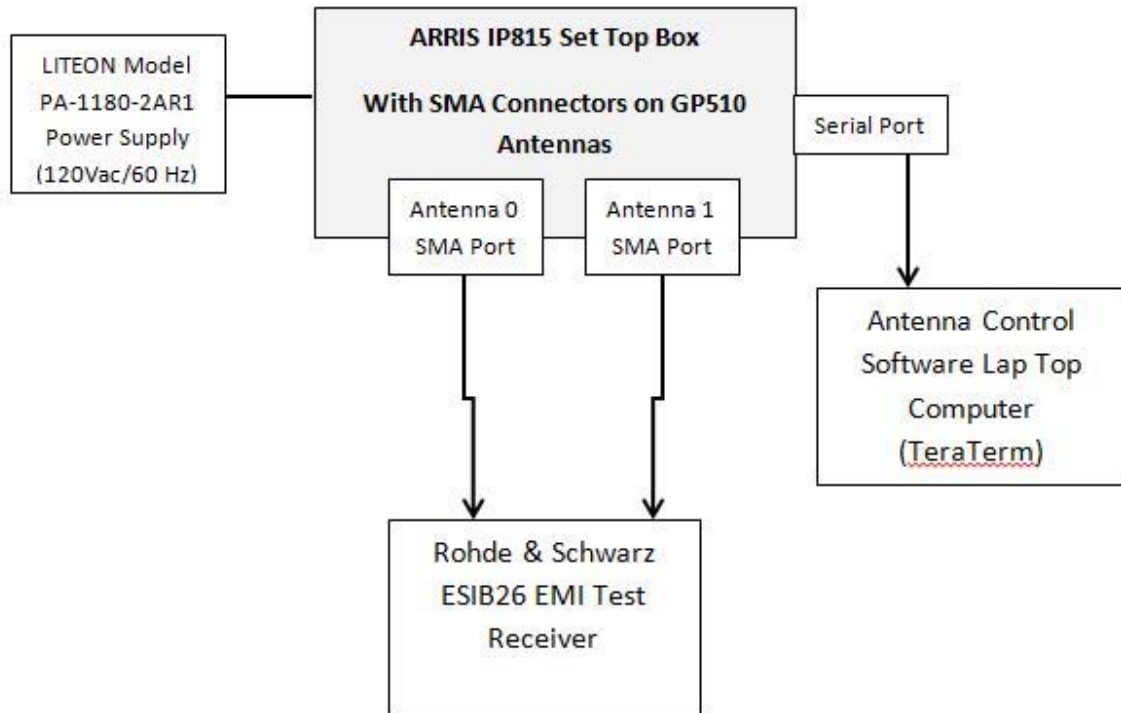 ARRIS IP815 Set Top Box
With SMA Connectors on GP510
Antennas
LITEON Model
PA-1180-2AR1
Power Supply
(120Vac/60 Hz)
Serial Port
Antenna 0
SMA Port
Antenna 1
SMA Port
Antenna Control
Software Lap Top
Computer
(TeraTerm)
Rohde & Schwarz
ESIB26 EMI Test
Receiver